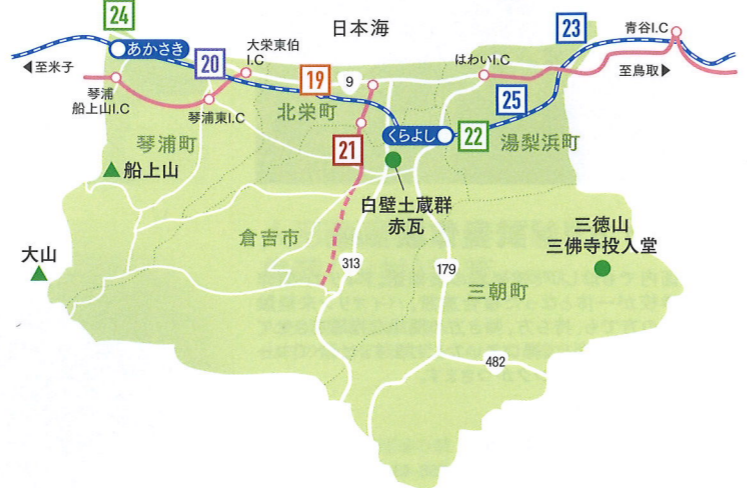 24
日本海
23
青谷I.C
あかさき
大栄東伯
I.C
◀至米子
20
19
9
はわいI.C
至鳥取▶
琴浦
船上山I.C
琴浦東I.C
北栄町
25
くらよし
22
琴浦町
21
湯梨浜町
船上山
白壁土蔵群
赤瓦
三徳山
三佛寺投入堂
倉吉市
大山
313
179
三朝町
482